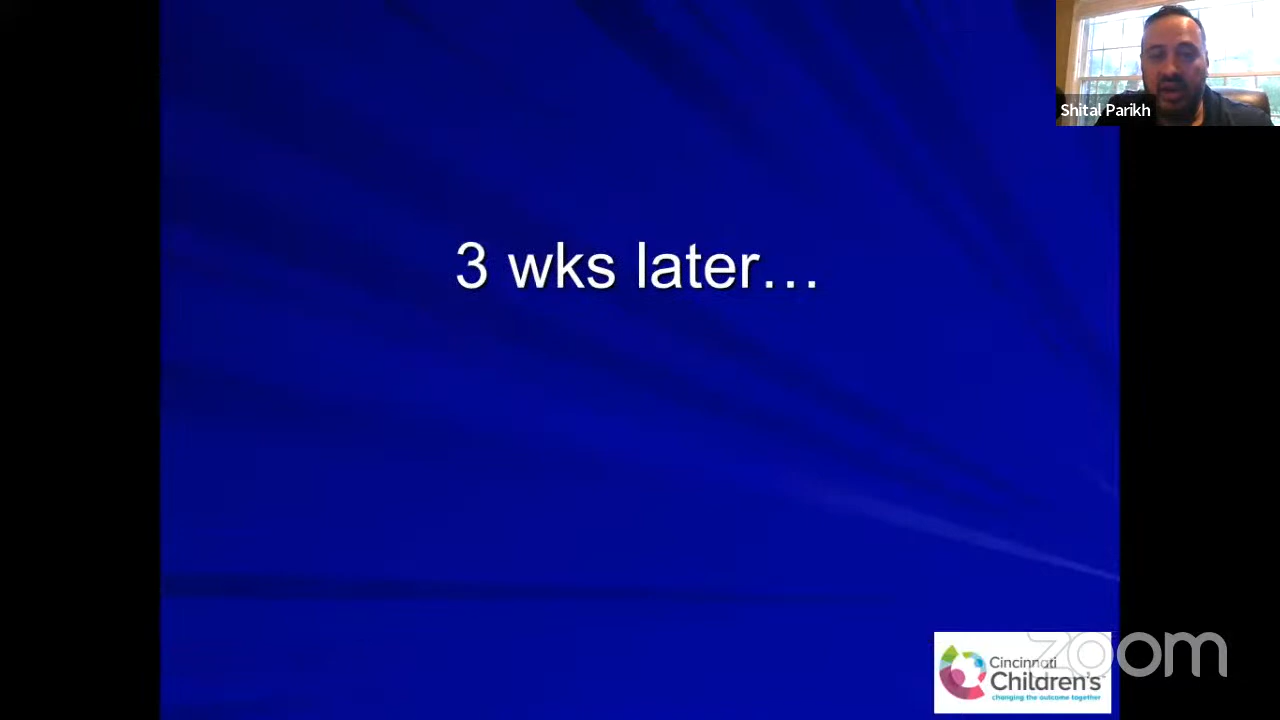 Shital Parikh
3 wks later…
Cincinnati
Children's
changing the outcome together
zoom